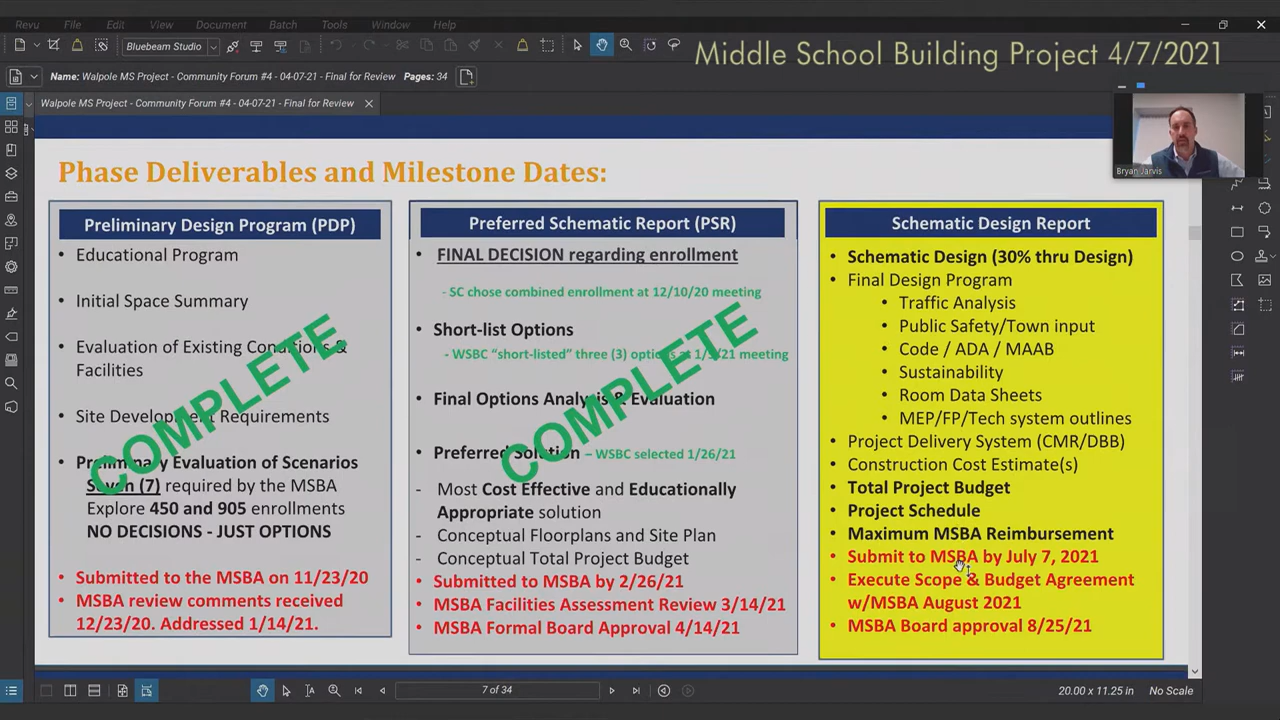 Revu File Edit View Document Batch Tools Window Help
Bluebeam Studio
Middle School Building Project 4/7/2021
Name: Walpole MS Project - Community Forum #4 - 04-07-21 - Final for Review Pages: 34
Walpole MS Project - Community Forum #4 - 04-07-21 - Final for Review
Bryan Jarvis
Phase Deliverables and Milestone Dates:
Preliminary Design Program (PDP)
• Educational Program
• Initial Space Summary
• Evaluation of Existing Conditions &
Facilities
• Site Development Requirements
• Preliminary Evaluation of Scenarios
Seven (7) required by the MSBA
Explore 450 and 905 enrollments
NO DECISIONS - JUST OPTIONS
• Submitted to the MSBA on 11/23/20
• MSBA review comments received
12/23/20. Addressed 1/14/21.
COMPLETE
Preferred Schematic Report (PSR)
• FINAL DECISION regarding enrollment
- SC chose combined enrollment at 12/10/20 meeting
• Short-list Options
- WSBC "short-listed" three (3) options at meeting
• Final Options Analysis & Evaluation
• Preferred Solution – WSBC selected 1/26/21
- Most Cost Effective and Educationally
Appropriate solution
- Conceptual Floorplans and Site Plan
- Conceptual Total Project Budget
• Submitted to MSBA by 2/26/21
• MSBA Facilities Assessment Review 3/14/21
• MSBA Formal Board Approval 4/14/21
COMPLETE
Schematic Design Report
• Schematic Design (30% thru Design)
• Final Design Program
• Traffic Analysis
• Public Safety/Town input
• Code / ADA / MAAB
• Sustainability
• Room Data Sheets
• MEP/FP/Tech system outlines
• Project Delivery System (CMR/DBB)
• Construction Cost Estimate(s)
• Total Project Budget
• Project Schedule
• Maximum MSBA Reimbursement
• Submit to MSBA by July 7, 2021
• Execute Scope & Budget Agreement
w/MSBA August 2021
• MSBA Board approval 8/25/21
7 of 34
20.00 x 11.25 in No Scale